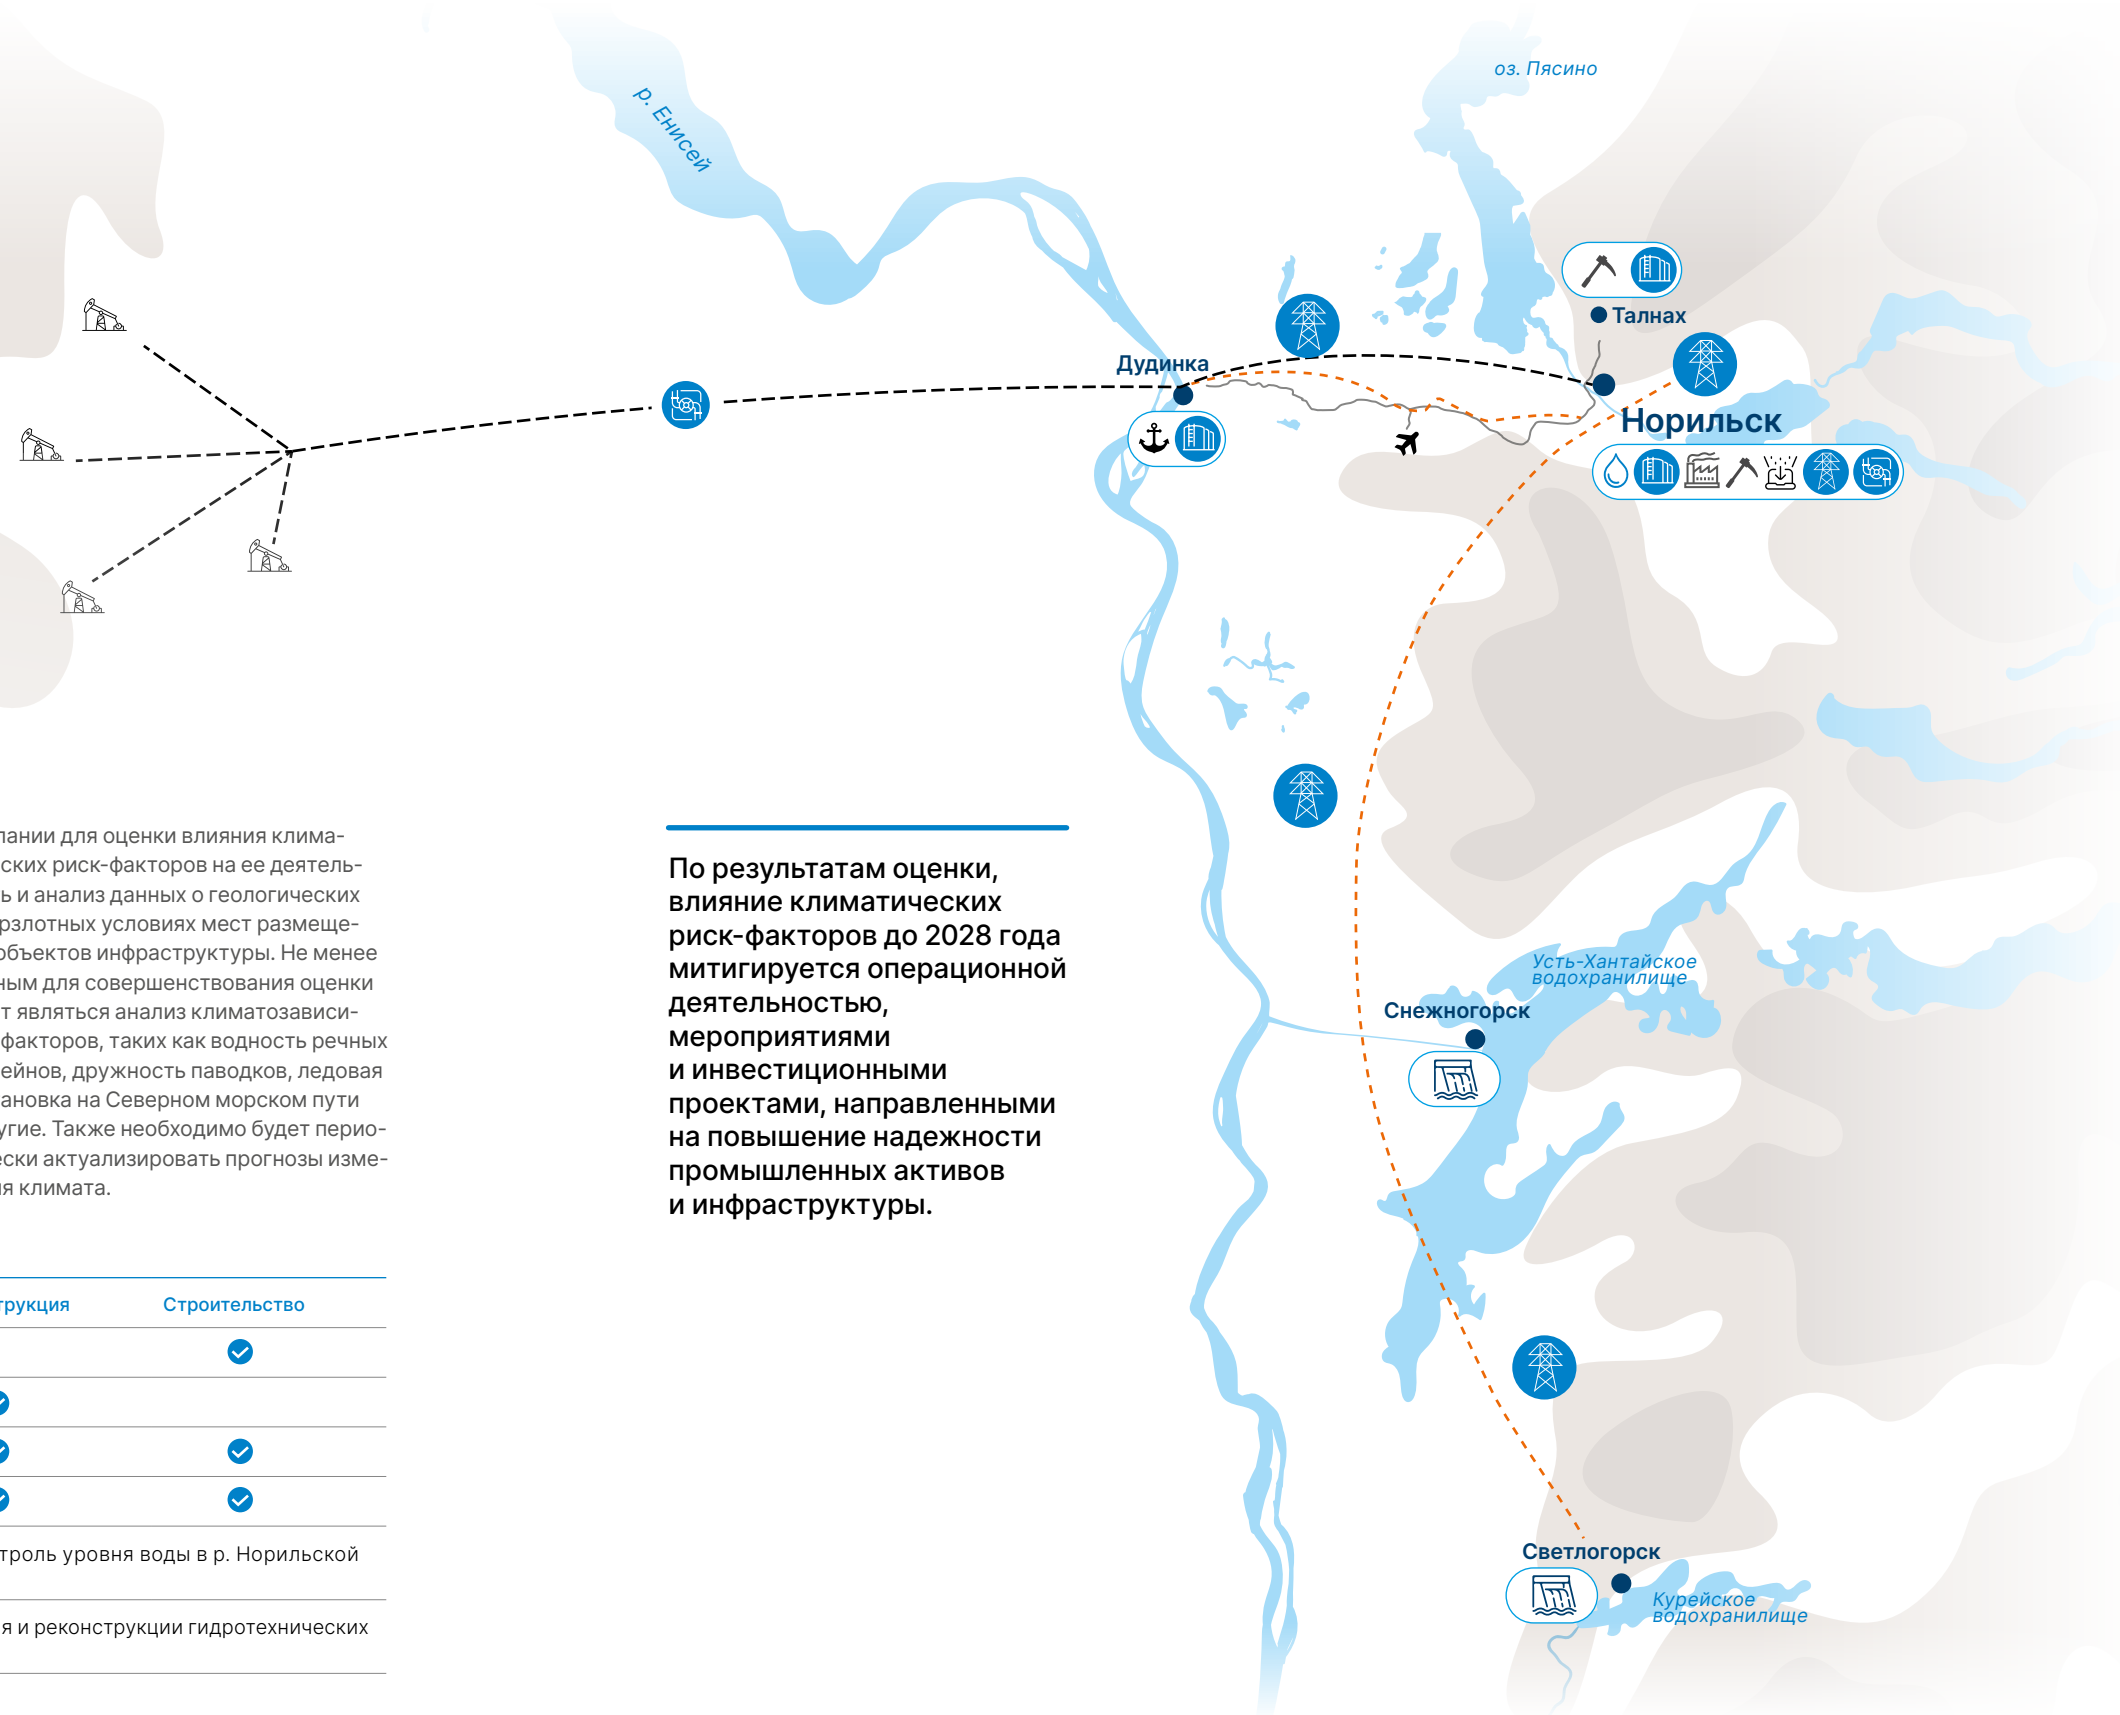 оз. Пясино
р. Енисей
Талнах
Дудинка
Норильск
пании для оценки влияния клима-
ских риск-факторов на ее деятель-
ь и анализ данных о геологических
рзлотных условиях мест размеще-
объектов инфраструктуры. Не менее
ным для совершенствования оценки
т являться анализ климатозависи-
факторов, таких как водность речных
ейнов, дружность паводков, ледовая
ановка на Северном морском пути
угие. Также необходимо будет перио-
ески актуализировать прогнозы изме-
ия климата.
По результатам оценки,
влияние климатических
риск-факторов до 2028 года
митигируется операционной
деятельностью,
мероприятиями
и инвестиционными
проектами, направленными
на повышение надежности
промышленных активов
и инфраструктуры.
Усть-Хантайское
водохранилище
Снежногорск
трукция Строительство
троль уровня воды в р. Норильской
я и реконструкции гидротехнических
Светлогорск
Курейское
водохранилище